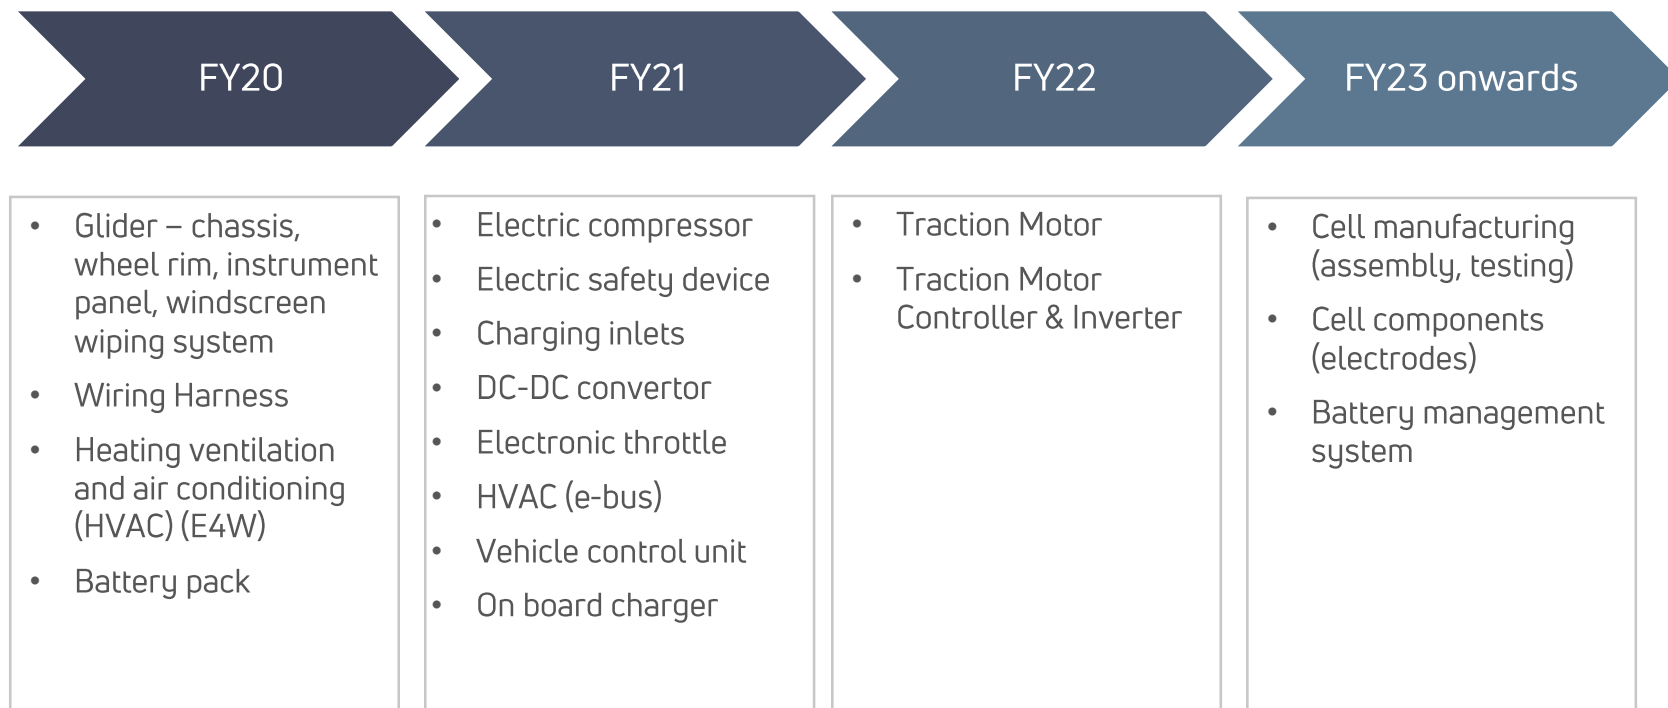 FY20
FY21
FY22
FY23 onwards
• Glider – chassis,
wheel rim, instrument
panel, windscreen
wiping system
• Wiring Harness
• Heating ventilation
and air conditioning
(HVAC) (E4W)
• Battery pack
• Electric compressor
• Electric safety device
• Charging inlets
• DC-DC convertor
• Electronic throttle
• HVAC (e-bus)
• Vehicle control unit
• On board charger
• Traction Motor
• Traction Motor
Controller & Inverter
• Cell manufacturing
(assembly, testing)
• Cell components
(electrodes)
• Battery management
system